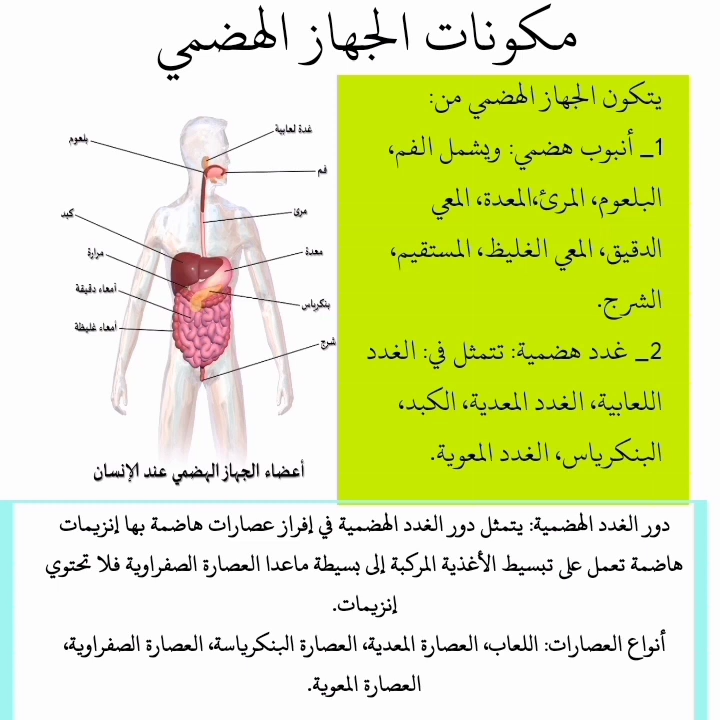 مكونات الجهاز الهضمي
يتكون الجهاز الهضمي من:
1_ أنبوب هضمي: ويشمل الفم،
البلعوم، المرئ،المعدة، المعي
الدقيق، المعي الغليظ، المستقيم،
الشرج.
2_ غدد هضمية: تتمثل في: الغدد
اللعابية، الغدد المعدية، الكبد،
البنكرياس، الغدد المعوية.
غدة لعابية
بلعوم
فم
مرئ
كبد
معدة
مرارة
أمعاء دقيقة
بنكرياس
أمعاء غليظة
شرج
أعضاء الجهاز الهضمي عند الإنسان
دور الغدد الهضمية: يتمثل دور الغدد الهضمية في إفراز عصارات هاضمة بها إنزيمات
هاضمة تعمل على تبسيط الأغذية المركبة إلى بسيطة ماعدا العصارة الصفراوية فلا تحتوي
إنزيمات.
أنواع العصارات: اللعاب، العصارة المعدية، العصارة البنكرياسة، العصارة الصفراوية،
العصارة المعوية.